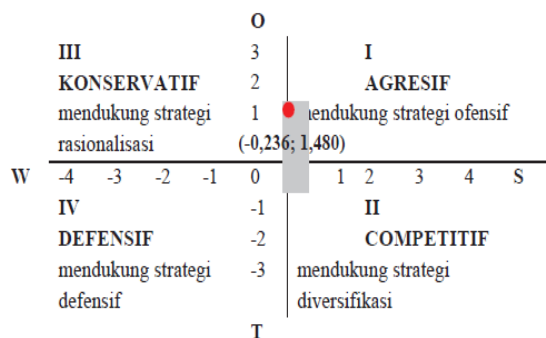 O
III 3 I
KONSERVATIF 2 AGRESIF
mendukung strategi 1 mendukung strategi ofensif
rasionalisasi (-0,236; 1,480)
W -4 -3 -2 -1 0 1 2 3 4 S
IV -1 II
DEFENSIF -2 COMPETITIF
mendukung strategi -3 mendukung strategi
defensif diversifikasi
T